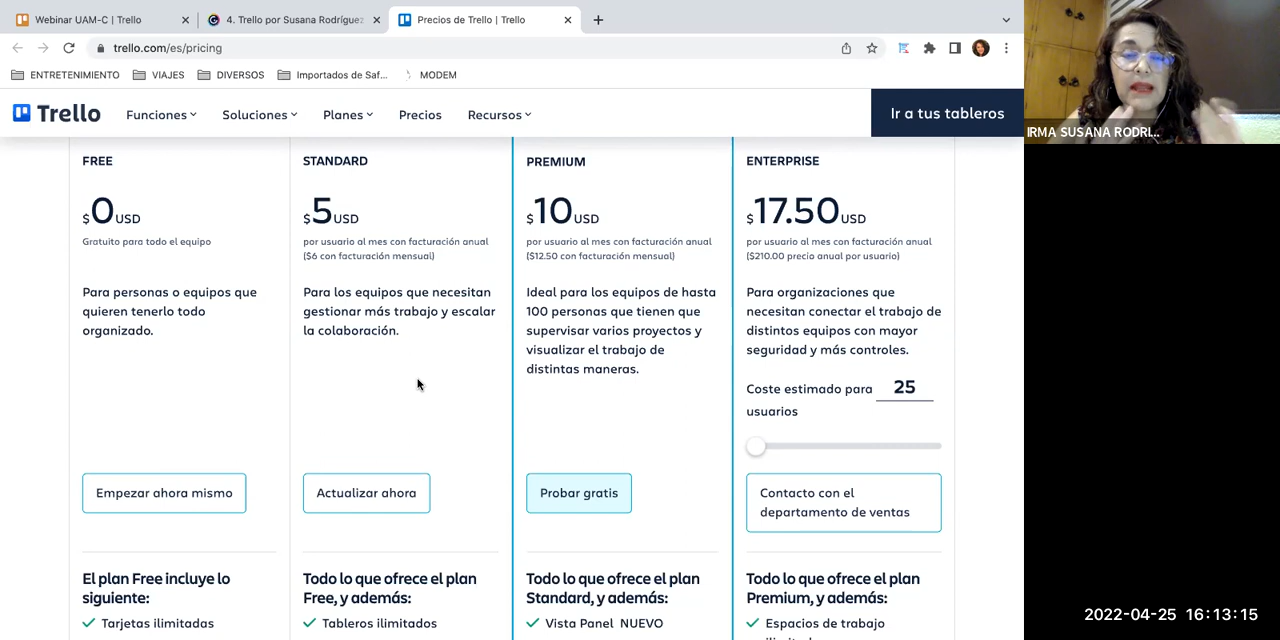 Webinar UAM-C | Trello
4. Trello por Susana Rodríguez
Precios de Trello | Trello
trello.com/es/pricing
ENTRETENIMIENTO
VIAJES
DIVERSOS
Importados de Saf...
MODEM
Trello
Funciones
Soluciones
Planes
Precios
Recursos
Ir a tus tableros
IRMA SUSANA RODRI...
FREE
$0 USD
Gratuito para todo el equipo
Para personas o equipos que
quieren tenerlo todo
organizado.
Empezar ahora mismo
El plan Free incluye lo
siguiente:
Tarjetas ilimitadas
STANDARD
$5 USD
por usuario al mes con facturación anual
($6 con facturación mensual)
Para los equipos que necesitan
gestionar más trabajo y escalar
la colaboración.
Actualizar ahora
Todo lo que ofrece el plan
Free, y además:
Tableros ilimitados
PREMIUM
$10 USD
por usuario al mes con facturación anual
($12.50 con facturación mensual)
Ideal para los equipos de hasta
100 personas que tienen que
supervisar varios proyectos y
visualizar el trabajo de
distintas maneras.
Probar gratis
Todo lo que ofrece el plan
Standard, y además:
Vista Panel NUEVO
ENTERPRISE
$17.50 USD
por usuario al mes con facturación anual
($210.00 precio anual por usuario)
Para organizaciones que
necesitan conectar el trabajo de
distintos equipos con mayor
seguridad y más controles.
Coste estimado para 25
usuarios
Contacto con el
departamento de ventas
Todo lo que ofrece el plan
Premium, y además:
Espacios de trabajo
2022-04-25 16:13:15